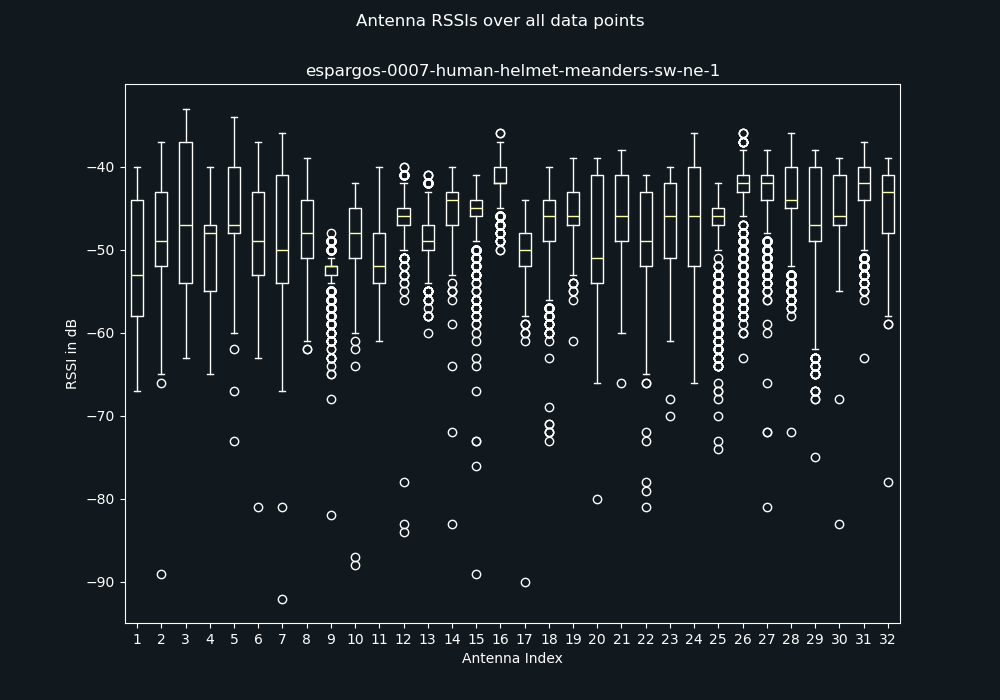 Antenna RSSIs over all data points
espargos-0007-human-helmet-meanders-sw-ne-1
RSSI in dB
−40
−50
−60
−70
−80
−90
1 2 3 4 5 6 7 8 9 10 11 12 13 14 15 16 17 18 19 20 21 22 23 24 25 26 27 28 29 30 31 32
Antenna Index